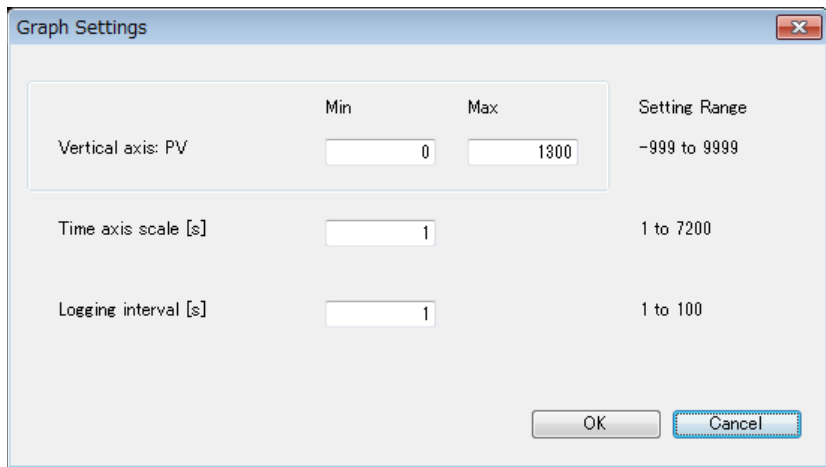 Graph Settings
Min Max Setting Range
Vertical axis: PV 0 1300 -999 to 9999
Time axis scale [s] 1 1 to 7200
Logging interval [s] 1 1 to 100
OK Cancel